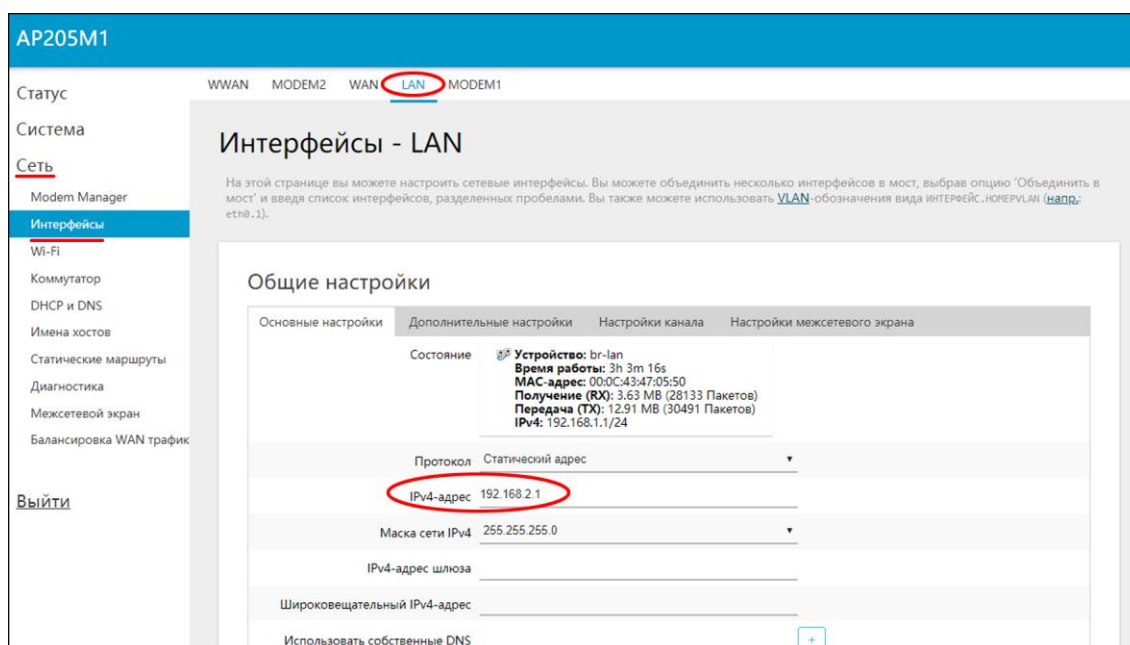 AP205M1
WWAN MODEM2 WAN LAN MODEM1
Статус
Система
Сеть
Modem Manager
Интерфейсы
Wi-Fi
Коммутатор
DHCP и DNS
Имена хостов
Статические маршруты
Диагностика
Межсетевой экран
Балансировка WAN трафик
Выйти
Интерфейсы - LAN
На этой странице вы можете настроить сетевые интерфейсы. Вы можете объединить несколько интерфейсов в мост, выбрав опцию 'Объединить в
мост' и введя список интерфейсов, разделенных пробелами. Вы также можете использовать VLAN-обозначения вида ИНТЕРФЕЙС.НОМЕРVLAN (напр.:
eth0.1).
Общие настройки
Основные настройки Дополнительные настройки Настройки канала Настройки межсетевого экрана
Состояние Устройство: br-lan
Время работы: 3h 3m 16s
MAC-адрес: 00:0C:43:47:05:50
Получение (RX): 3.63 MB (28133 Пакетов)
Передача (TX): 12.91 MB (30491 Пакетов)
IPv4: 192.168.1.1/24
Протокол Статический адрес
IPv4-адрес 192.168.2.1
Маска сети IPv4 255.255.255.0
IPv4-адрес шлюза
Широковещательный IPv4-адрес
Использовать собственные DNS +